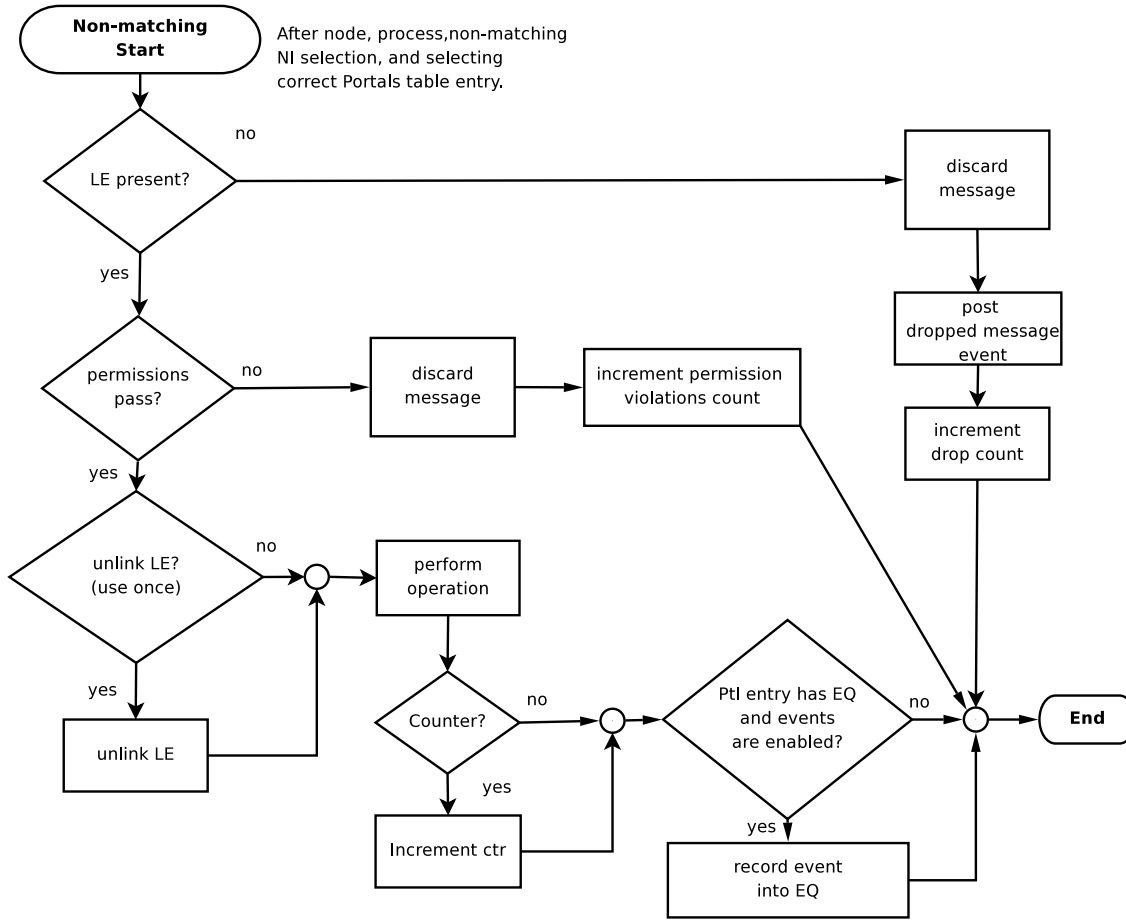 Non-matching
Start
After node, process,non-matching
NI selection, and selecting
correct Portals table entry.
no
LE present?
discard
message
yes
post
dropped message
event
permissions
pass?
no
discard
message
increment permission
violations count
increment
drop count
yes
unlink LE?
(use once)
no
perform
operation
yes
unlink LE
Counter?
no
Ptl entry has EQ
and events
are enabled?
no
End
yes
Increment ctr
yes
record event
into EQ